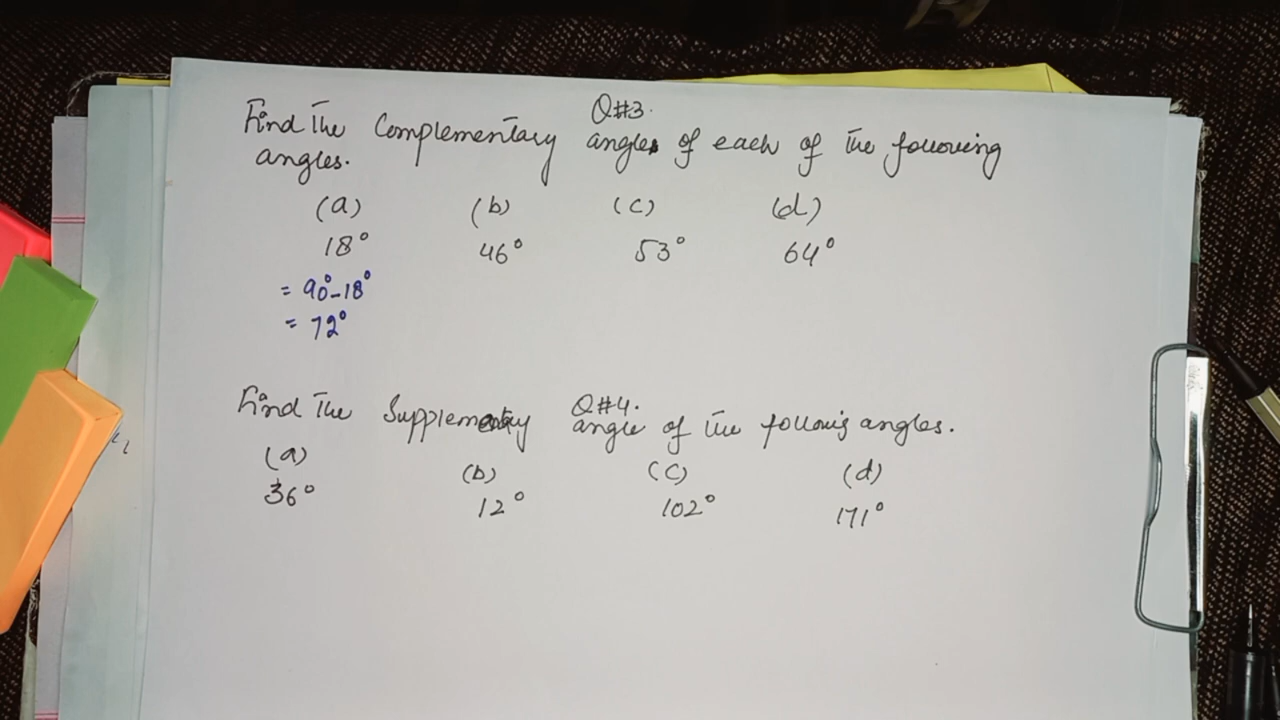 Q#3.
Find The Complementary angles of each of the following
angles.
(a) (b) (c) (d)
18° 46° 53° 64°
= 90°-18°
= 72°
Q#4.
Find The Supplementary angle of the following angles.
(a) (b) (c) (d)
36° 12° 102° 171°